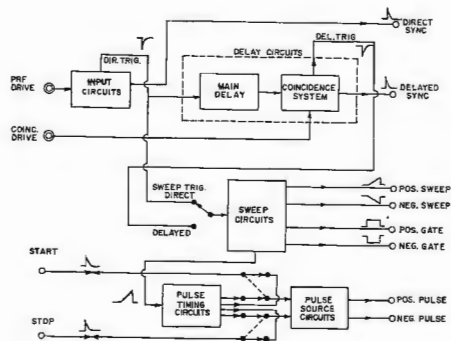 DIRECT
SYNC
DEL.TRIG
DIR. TRIG.
DELAY CIRCUITS
PRF
DRIVE
INPUT
CIRCUITS
MAIN
DELAY
COINCIDENCE
SYSTEM
DELAYED
SYNC
COINC.
DRIVE
SWEEP TRIG.
DIRECT
DELAYED
SWEEP
CIRCUITS
POS. SWEEP
NEG. SWEEP
POS. GATE
NEG. GATE
START
STOP
PULSE
TIMING
CIRCUITS
PULSE
SOURCE
CIRCUITS
POS. PULSE
NEG. PULSE